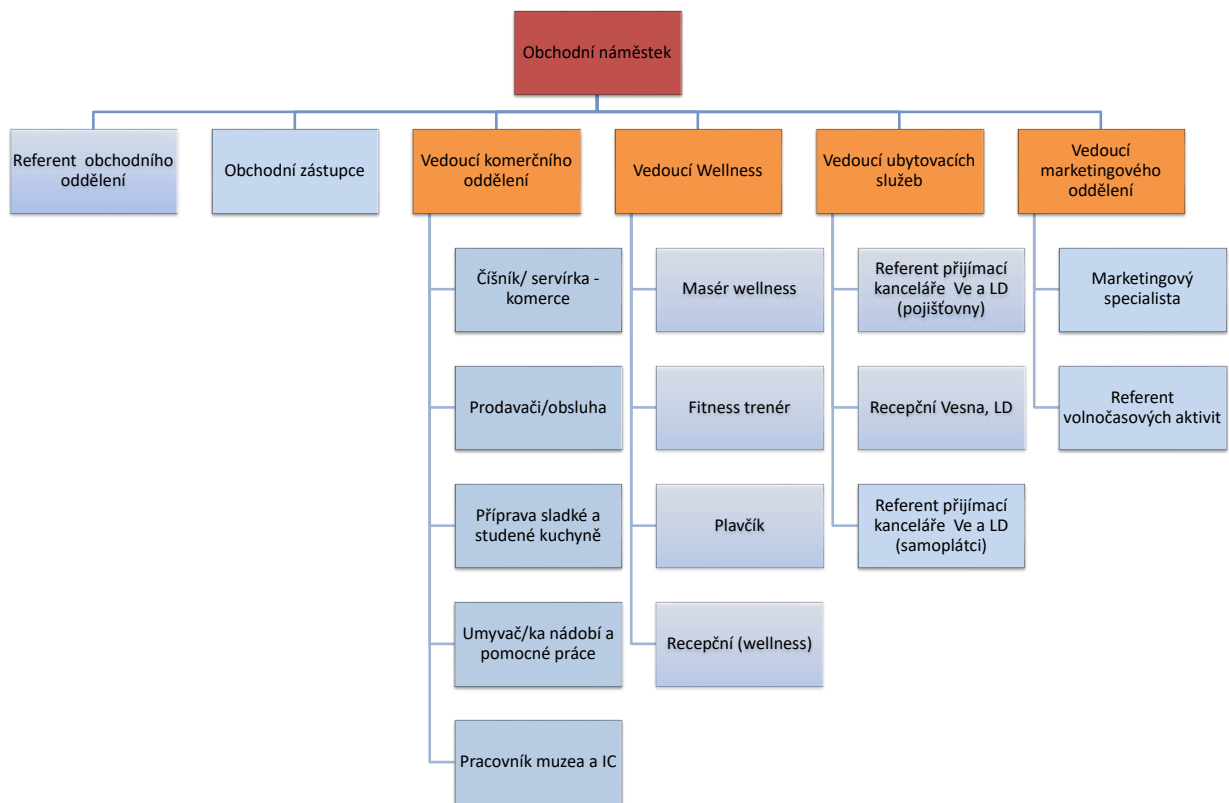 Obchodní náměstek
Referent obchodního
oddělení
Obchodní zástupce
Vedoucí komerčního
oddělení
Vedoucí Wellness
Vedoucí ubytovacích
služeb
Vedoucí
marketingového
oddělení
Číšník/ servírka -
komerce
Prodavači/obsluha
Příprava sladké a
studené kuchyně
Umyvač/ka nádobí a
pomocné práce
Pracovník muzea a IC
Masér wellness
Fitness trenér
Plavčík
Recepční (wellness)
Referent přijímací
kanceláře Ve a LD
(pojišťovny)
Recepční Vesna, LD
Referent přijímací
kanceláře Ve a LD
(samoplátci)
Marketingový
specialista
Referent
volnočasových aktivit